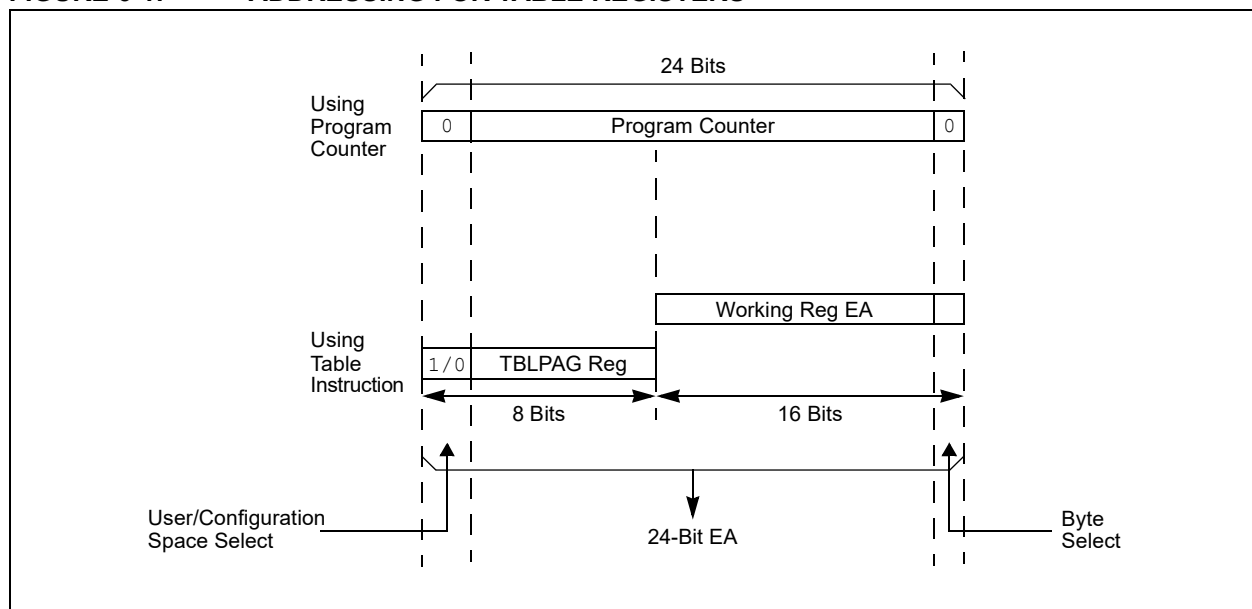 24 Bits
Using
Program
Counter
0
Program Counter
0
Working Reg EA
Using
Table
Instruction
1/0
TBLPAG Reg
8 Bits
16 Bits
User/Configuration
Space Select
24-Bit EA
Byte
Select